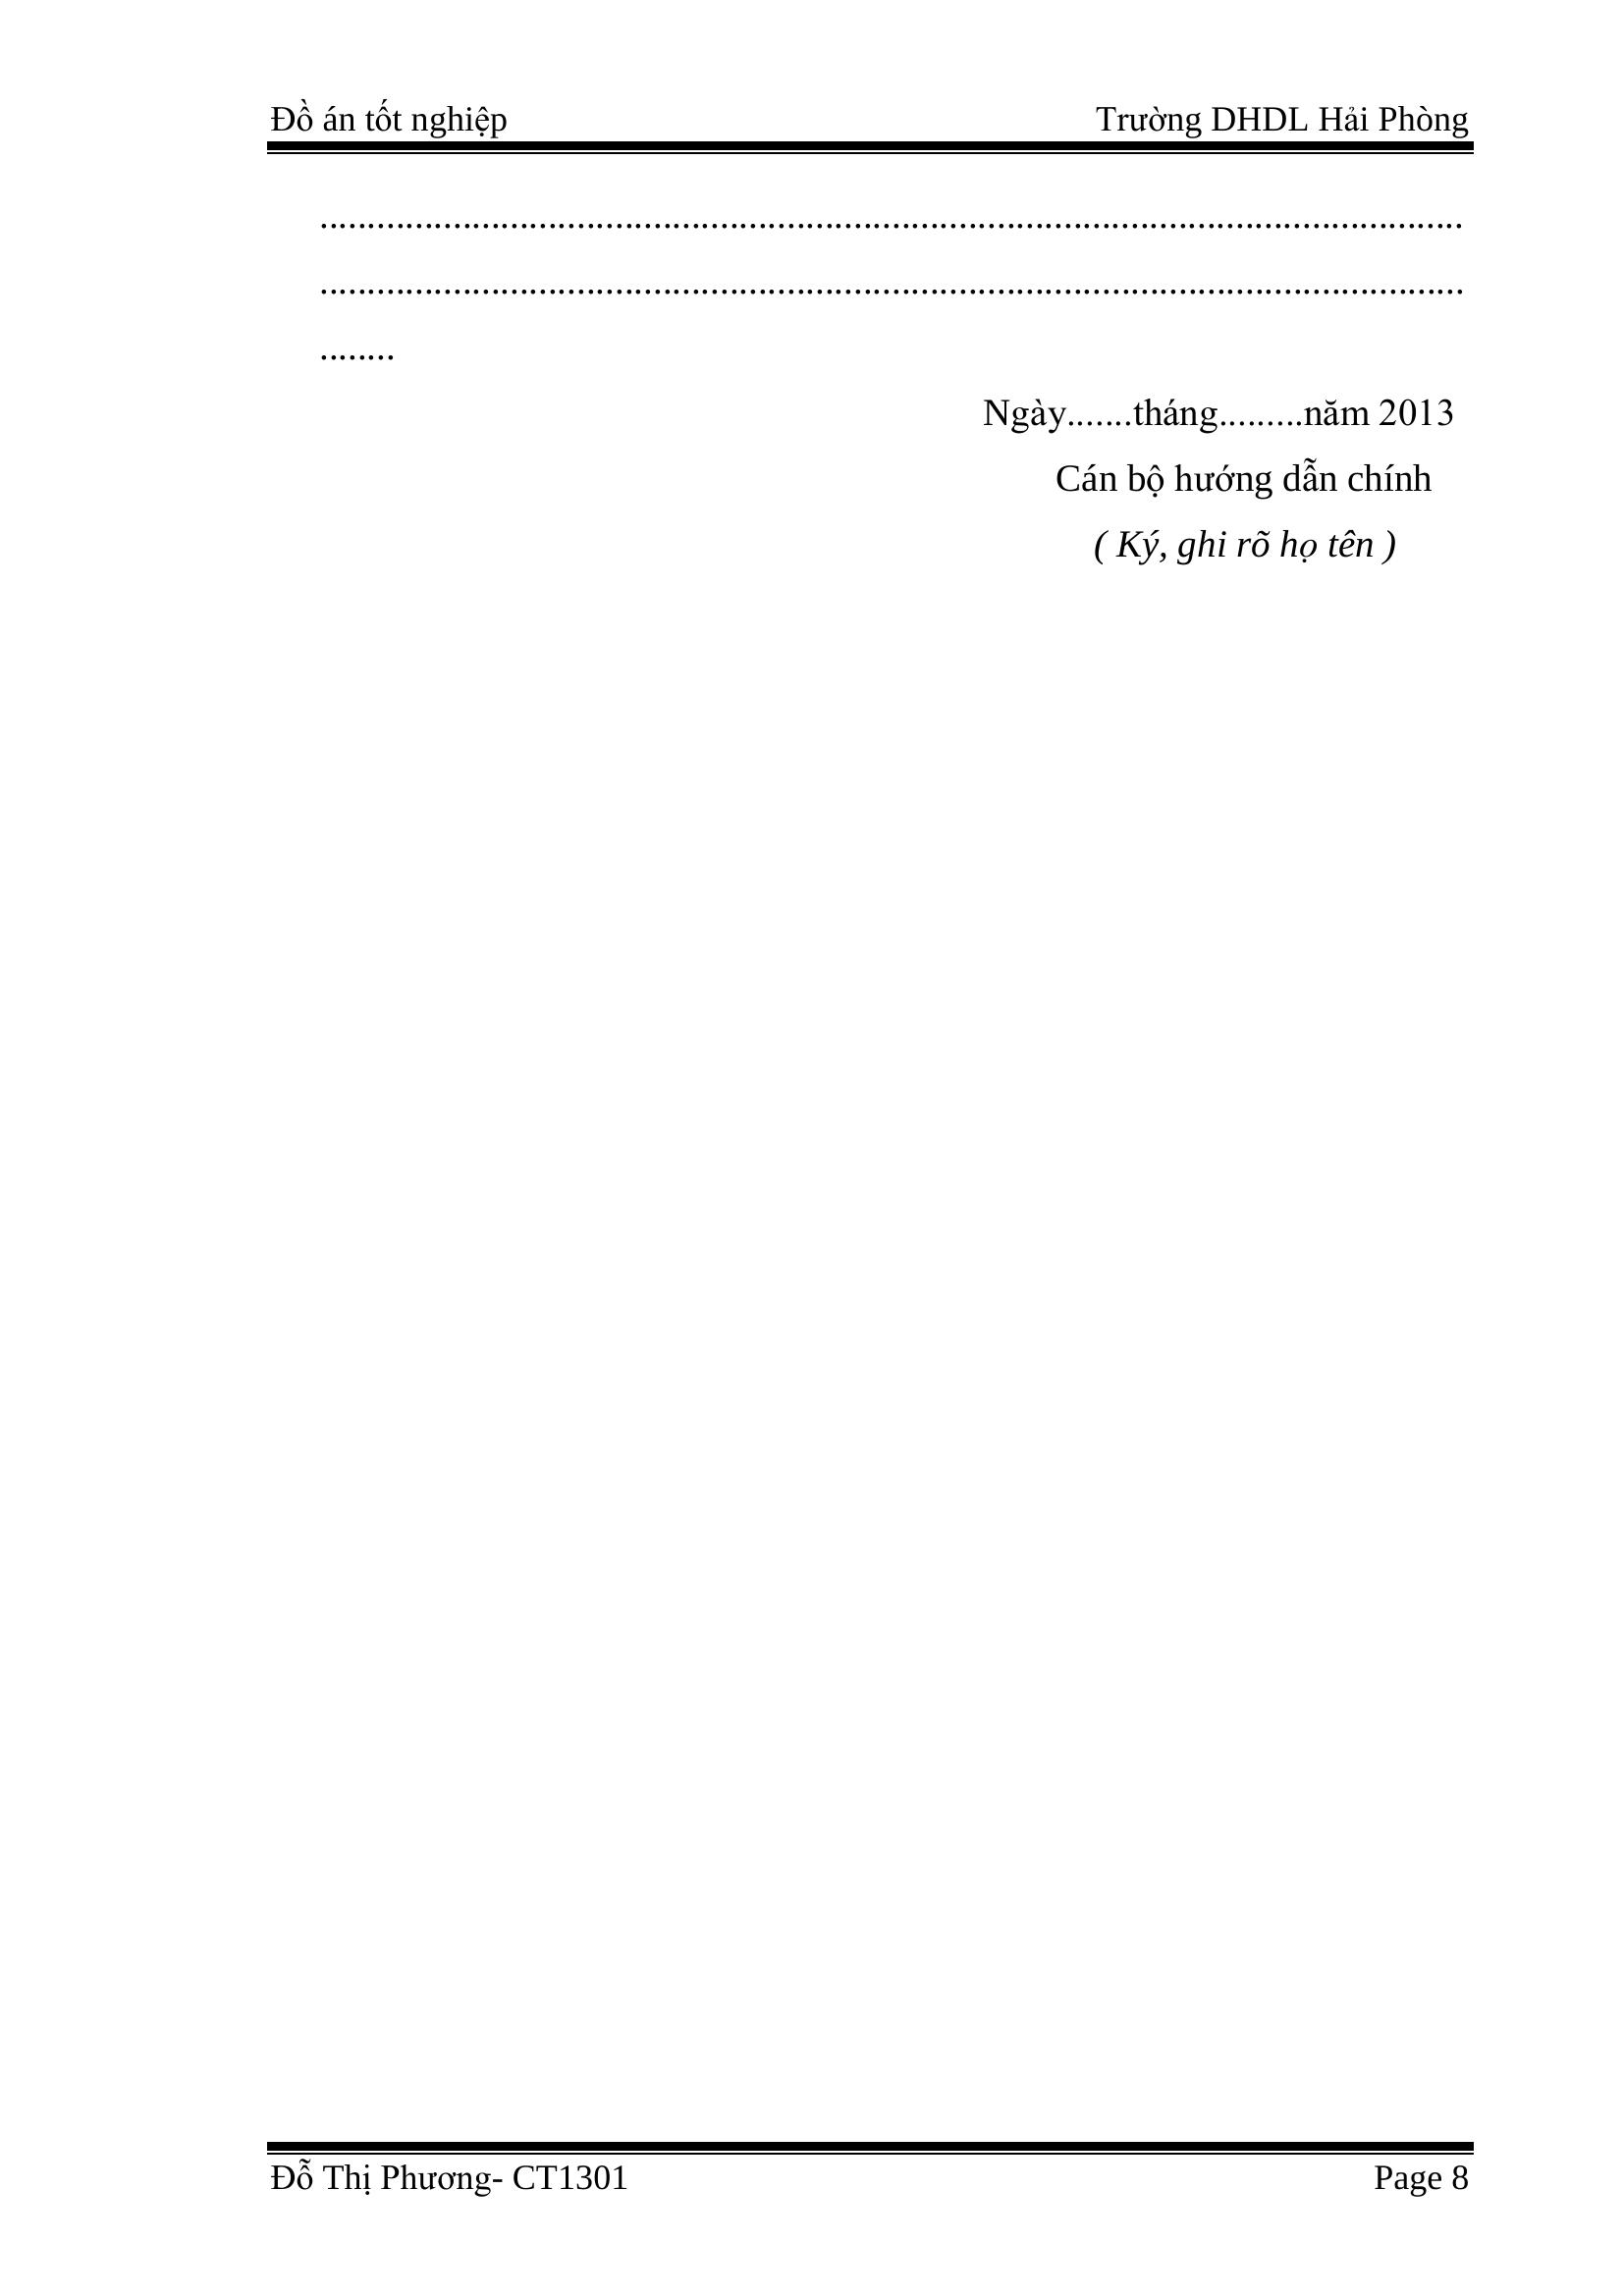 Đồ án tốt nghiệp Trường DHDL Hải Phòng
........................................................................................................................
........................................................................................................................
........
Ngày.......tháng.........năm 2013
Cán bộ hướng dẫn chính
( Ký, ghi rõ họ tên )
Đỗ Thị Phương- CT1301 Page 8